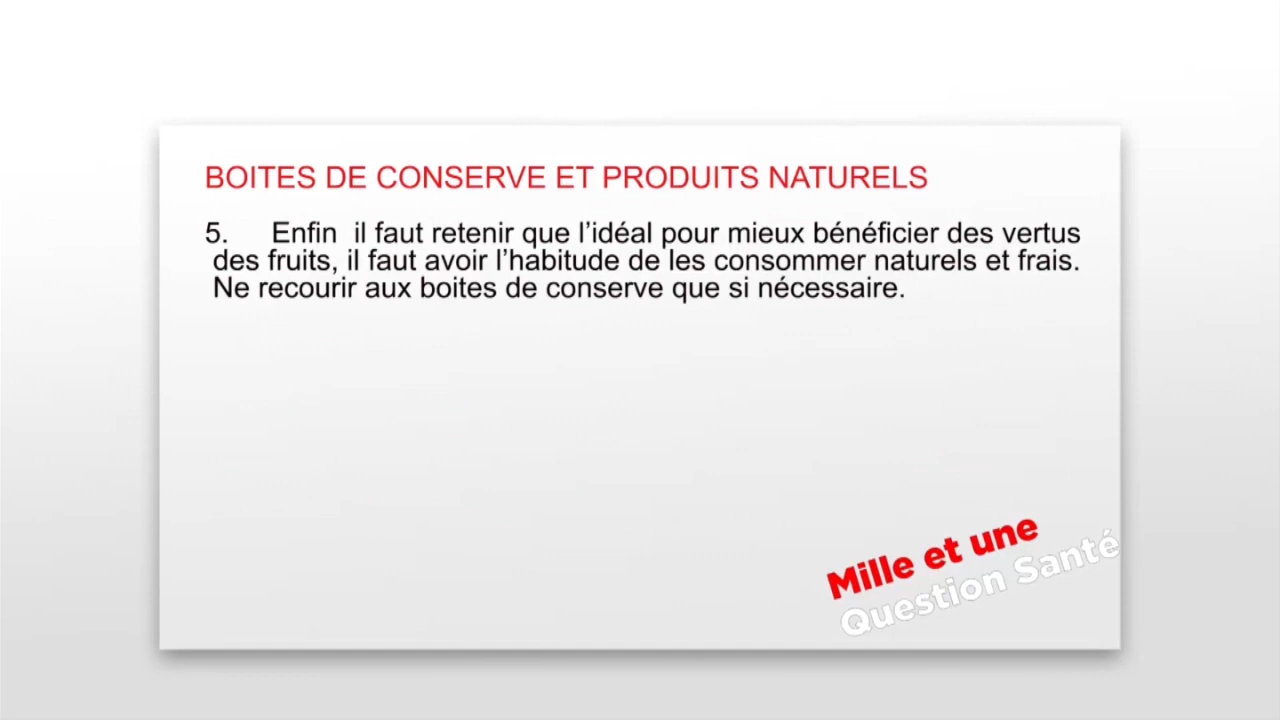 BOITES DE CONSERVE ET PRODUITS NATURELS
5. Enfin il faut retenir que l’idéal pour mieux bénéficier des vertus
des fruits, il faut avoir l’habitude de les consommer naturels et frais.
Ne recourir aux boites de conserve que si nécessaire.
Mille et une
Question Santé